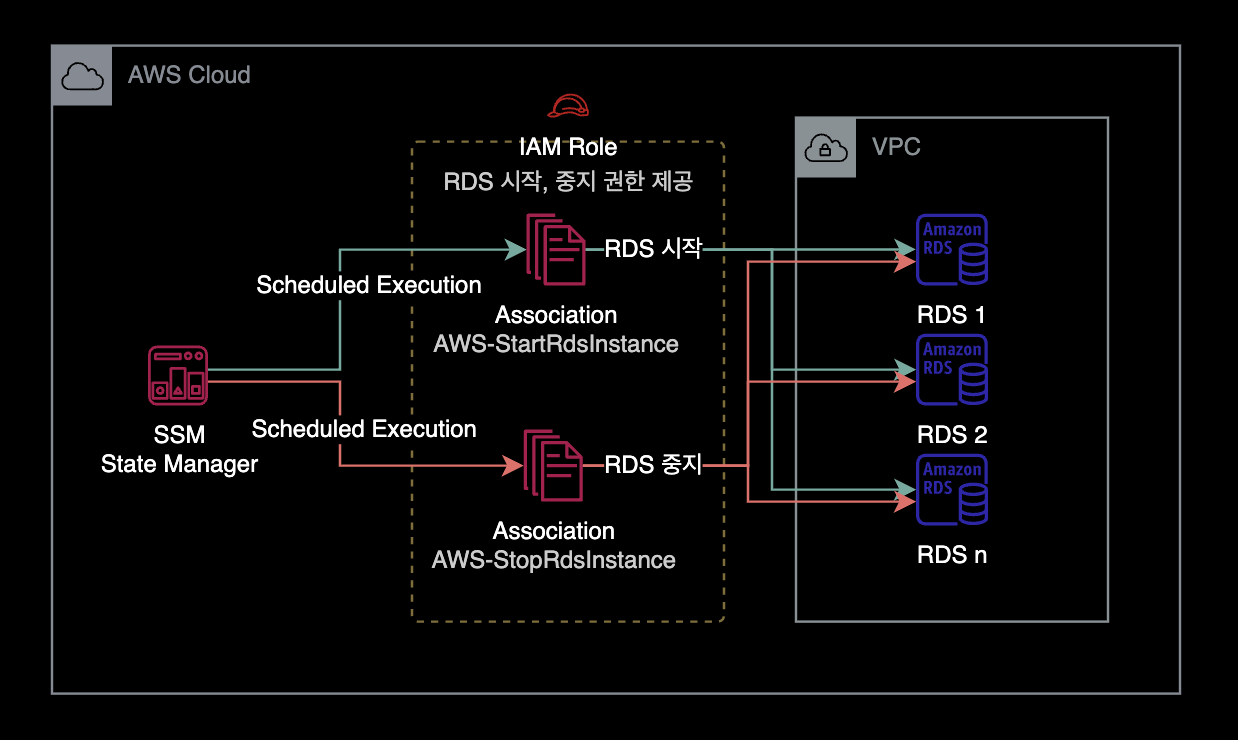 AWS Cloud
IAM Role
RDS 시작, 중지 권한 제공
VPC
Scheduled Execution
RDS 시작
Association
AWS-StartRdsInstance
SSM
State Manager
Scheduled Execution
RDS 중지
Association
AWS-StopRdsInstance
Amazon
RDS
RDS 1
Amazon
RDS
RDS 2
Amazon
RDS
RDS n